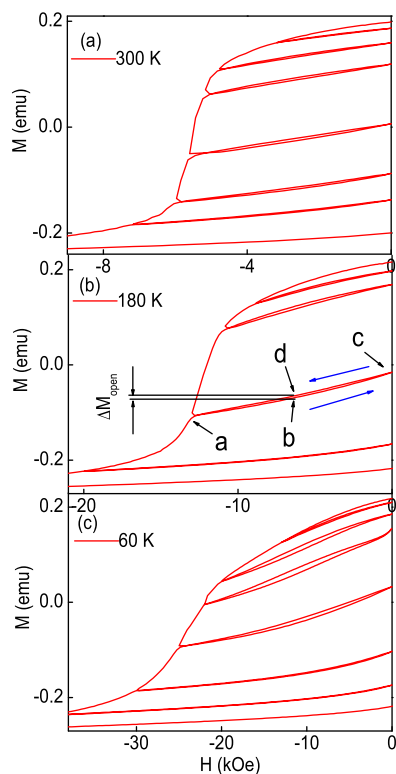 (a)
300 K
M (emu)
0.2
0.0
-0.2
-8
-4
0
(b)
180 K
M (emu)
0.2
0.0
-0.2
ΔM_open
a
b
c
d
-20
-10
0
(c)
60 K
M (emu)
0.2
0.0
-0.2
-30
-20
-10
0
H (kOe)